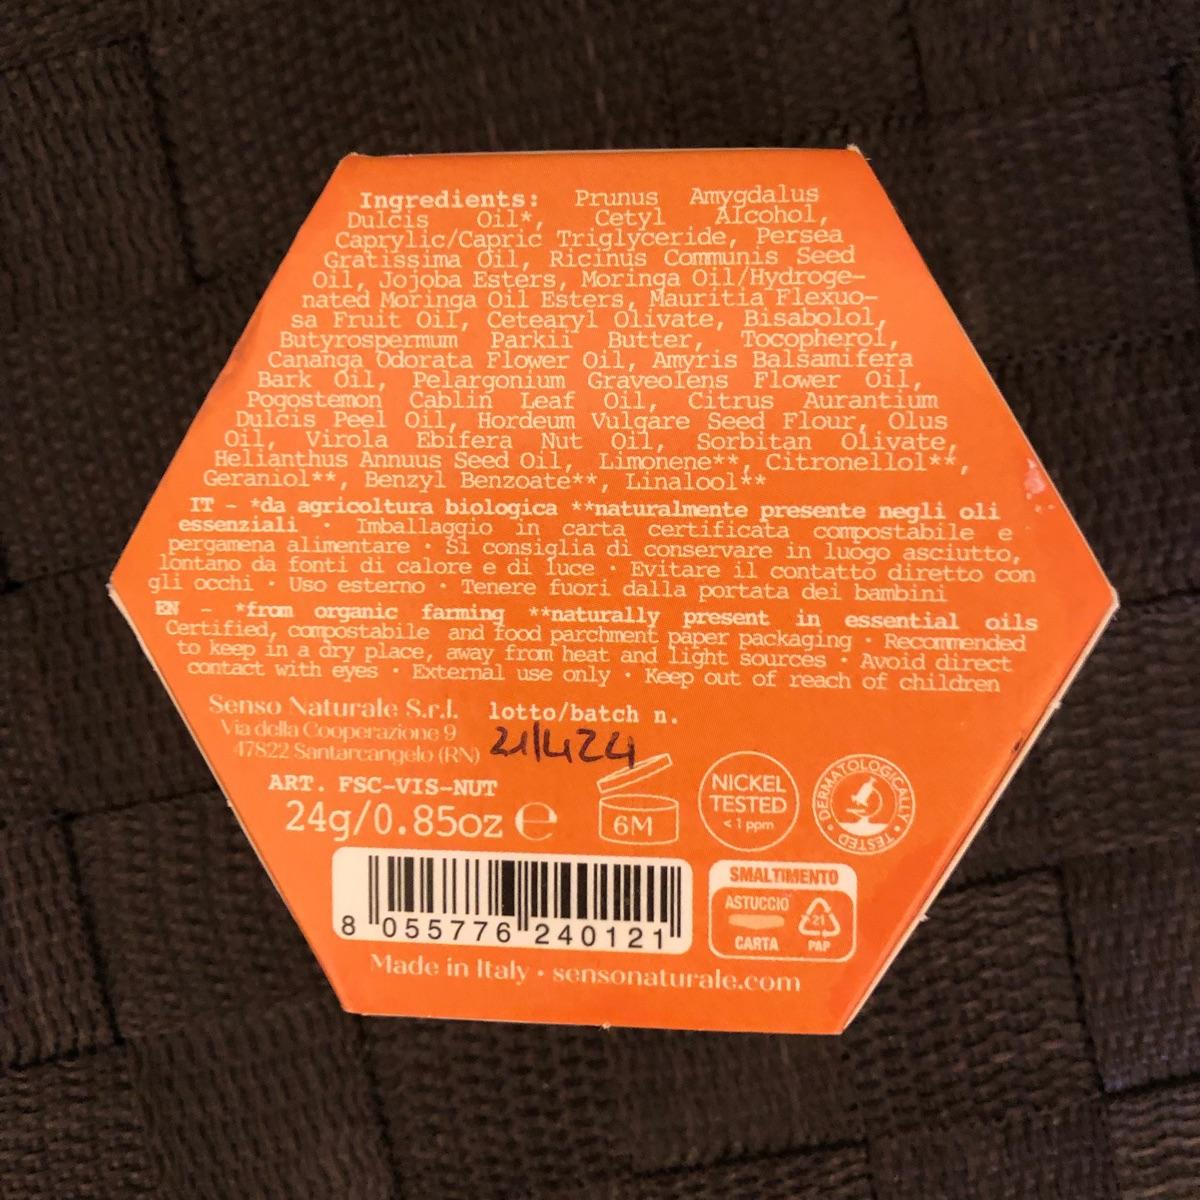 Ingredients: Prunus Amygdalus
Dulcis Oil*, Cetyl Alcohol,
Caprylic/Capric Triglyceride, Persea
Gratissima Oil, Ricinus Communis Seed
Oil, Jojoba Esters, Moringa Oil/Hydroge-
nated Moringa Oil Esters, Mauritia Flexuo-
sa Fruit Oil, Cetearyl Olivate, Bisabolol,
Butyrospermum Parkii Butter, Tocopherol,
Cananga Odorata Flower Oil, Amyris Balsamifera
Bark Oil, Pelargonium Graveolens Flower Oil,
Pogostemon Cablin Leaf Oil, Citrus Aurantium
Dulcis Peel Oil, Hordeum Vulgare Seed Flour, Olus
Oil, Virola Ebifera Nut Oil, Sorbitan Olivate,
Helianthus Annuus Seed Oil, Limonene**, Citronellol**,
Geraniol**, Benzyl Benzoate**, Linalool**
IT - *da agricoltura biologica **naturalmente presente negli oli
essenziali · Imballaggio in carta certificata compostabile e
pergamena alimentare · Si consiglia di conservare in luogo asciutto,
lontano da fonti di calore e di luce · Evitare il contatto diretto con
gli occhi · Uso esterno · Tenere fuori dalla portata dei bambini
EN - *from organic farming **naturally present in essential oils
Certified, compostabile and food parchment paper packaging · Recommended
to keep in a dry place, away from heat and light sources · Avoid direct
contact with eyes · External use only · Keep out of reach of children
Senso Naturale S.r.l.
Via della Cooperazione 9
47822 Santarcangelo (RN)
lotto/batch n.
21/424
ART. FSC-VIS-NUT
24g/0.85oz e
6M
NICKEL
TESTED
<1 ppm
DERMATOLOGICALLY · TESTED ·
8 055776 240121
SMALTIMENTO
ASTUCCIO
CARTA
21
PAP
Made in Italy · sensonaturale.com